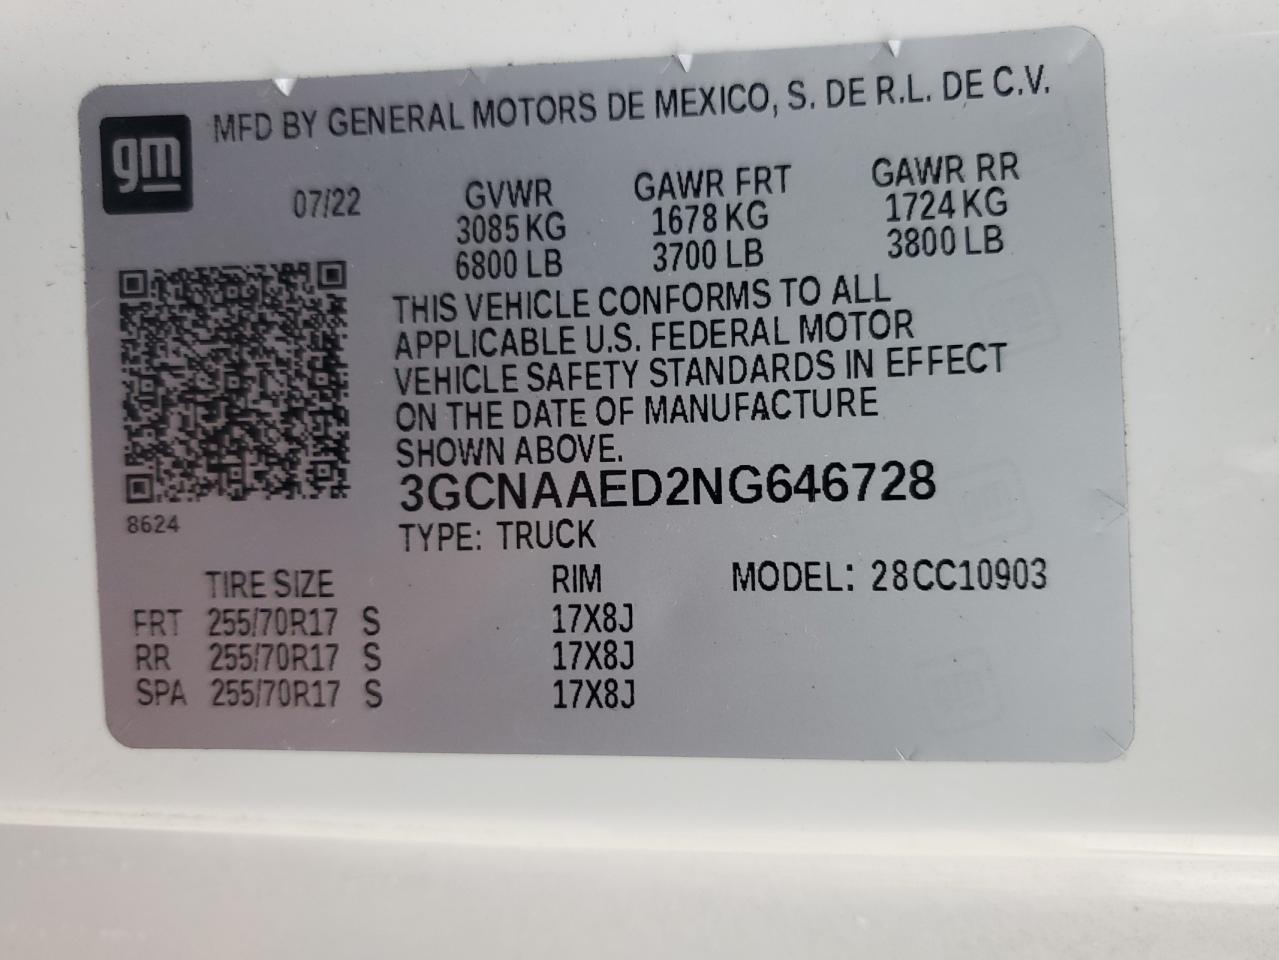 gm
MFD BY GENERAL MOTORS DE MEXICO, S. DE R.L. DE C.V.
07/22 GVWR GAWR FRT GAWR RR
3085 KG 1678 KG 1724 KG
6800 LB 3700 LB 3800 LB
THIS VEHICLE CONFORMS TO ALL
APPLICABLE U.S. FEDERAL MOTOR
VEHICLE SAFETY STANDARDS IN EFFECT
ON THE DATE OF MANUFACTURE
SHOWN ABOVE.
3GCNAAED2NG646728
8624
TYPE: TRUCK
TIRE SIZE RIM MODEL: 28CC10903
FRT 255/70R17 S 17X8J
RR 255/70R17 S 17X8J
SPA 255/70R17 S 17X8J